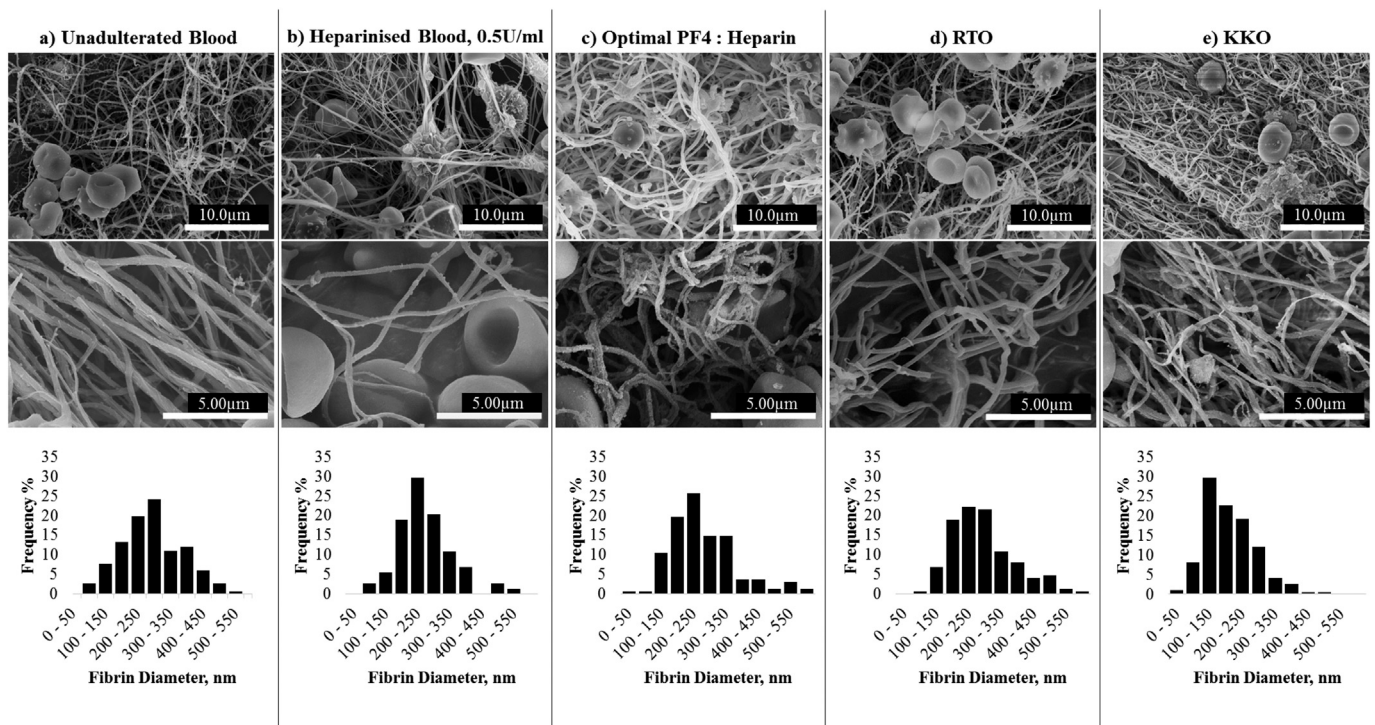 a) Unadulterated Blood
10.0µm
5.00µm
35
30
25
20
15
10
5
0
Frequency %
0 - 50
100 - 150
200 - 250
300 - 350
400 - 450
500 - 550
Fibrin Diameter, nm
b) Heparinised Blood, 0.5U/ml
10.0µm
5.00µm
35
30
25
20
15
10
5
0
Frequency %
0 - 50
100 - 150
200 - 250
300 - 350
400 - 450
500 - 550
Fibrin Diameter, nm
c) Optimal PF4 : Heparin
10.0µm
5.00µm
35
30
25
20
15
10
5
0
Frequency %
0 - 50
100 - 150
200 - 250
300 - 350
400 - 450
500 - 550
Fibrin Diameter, nm
d) RTO
10.0µm
5.00µm
35
30
25
20
15
10
5
0
Frequency %
0 - 50
100 - 150
200 - 250
300 - 350
400 - 450
500 - 550
Fibrin Diameter, nm
e) KKO
10.0µm
5.00µm
35
30
25
20
15
10
5
0
Frequency %
0 - 50
100 - 150
200 - 250
300 - 350
400 - 450
500 - 550
Fibrin Diameter, nm